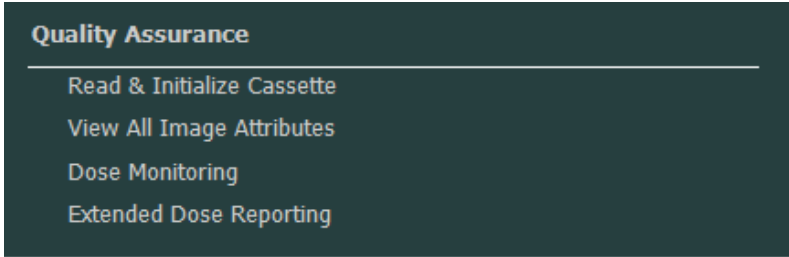 Quality Assurance
Read & Initialize Cassette
View All Image Attributes
Dose Monitoring
Extended Dose Reporting